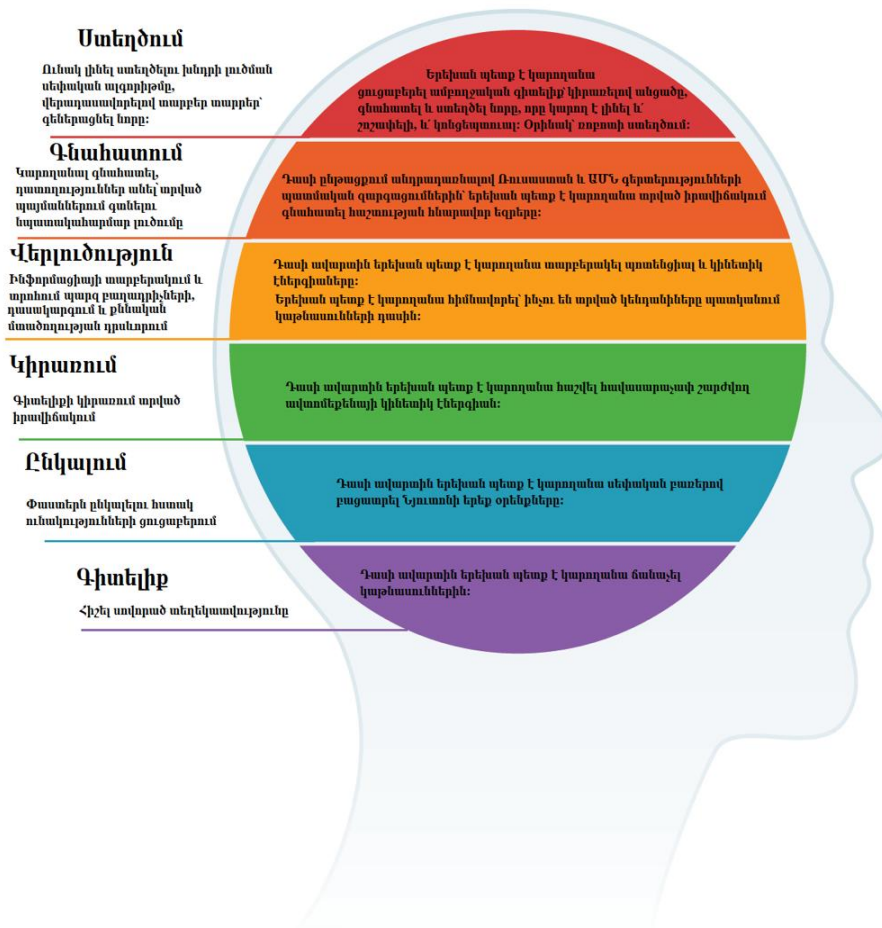 Ստեղծում
Ունակ լինել ստեղծելու խնդրի լուծման
սեփական ալգորիթմը,
վերադասավորելով տարբեր տարրեր՝
գեներացնել նորը:
Երեխան պետք է կարողանա
ցուցաբերել ամբողջական գիտելիք՝ կիրառելով անցածը,
գնահատել և ստեղծել նորը, որը կարող է լինել և՛
շոշափելի, և՛ կոնցեպտուալ: Օրինակ՝ ռոբոտի ստեղծում:
Գնահատում
Կարողանալ գնահատել,
դատողություններ անել՝ տրված
պայմաններում գտնելու
նպատակահարմար լուծումը
Դասի ընթացքում անդրադառնալով Ռուսաստան և ԱՄՆ գերտերությունների
պատմական զարգացումներին՝ երեխան պետք է կարողանա տրված իրավիճակում
գնահատել հաշտության հնարավոր եզրերը:
Վերլուծություն
Ինֆորմացիայի տարբերակում և
տրոհում պարզ բաղադրիչների,
դասակարգում և քննական
մտածողության դրսևորում
Դասի ավարտին երեխան պետք է կարողանա տարբերակել պոտենցիալ և կինետիկ
էներգիաները:
Երեխան պետք է կարողանա հիմնավորել՝ ինչու են տրված կենդանիները պատկանում
կաթնասունների դասին:
Կիրառում
Գիտելիքի կիրառում տրված
իրավիճակում
Դասի ավարտին երեխան պետք է կարողանա հաշվել հավասարաչափ շարժվող
ավտոմեքենայի կինետիկ էներգիան:
Ընկալում
Փաստերն ընկալելու հստակ
ունակությունների ցուցաբերում
Դասի ավարտին երեխան պետք է կարողանա սեփական բառերով
բացատրել Նյուտոնի երեք օրենքները:
Գիտելիք
Հիշել սովորած տեղեկատվությունը
Դասի ավարտին երեխան պետք է կարողանա ճանաչել
կաթնասուններին: